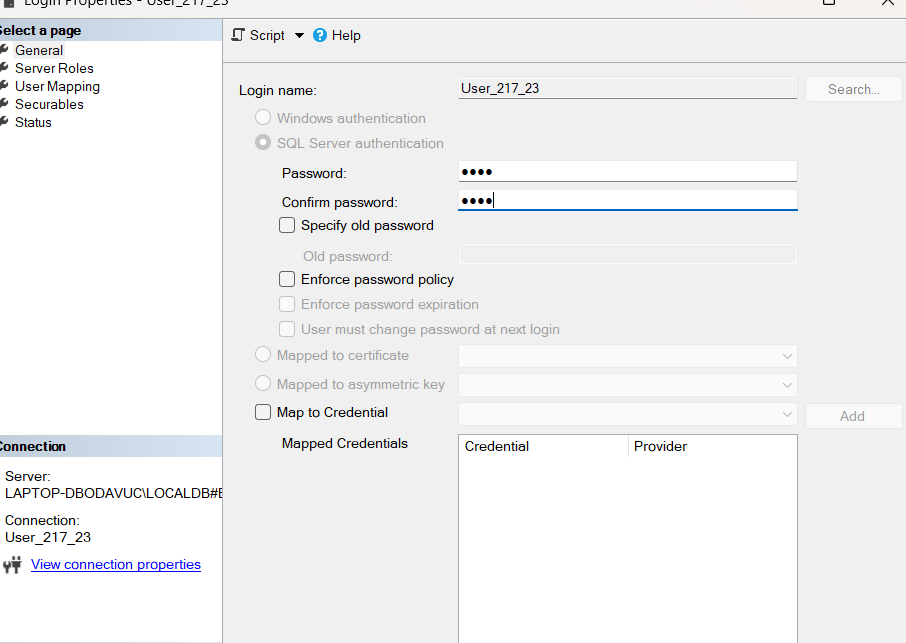 Login Properties - User_217_23
Select a page
General
Server Roles
User Mapping
Securables
Status
Script
Help
Login name:
User_217_23
Search...
Windows authentication
SQL Server authentication
Password:
●●●●
Confirm password:
●●●●
Specify old password
Old password:
Enforce password policy
Enforce password expiration
User must change password at next login
Mapped to certificate
Mapped to asymmetric key
Map to Credential
Add
Mapped Credentials
Credential
Provider
Connection
Server:
LAPTOP-DBODAVUC\LOCALDB#
Connection:
User_217_23
View connection properties